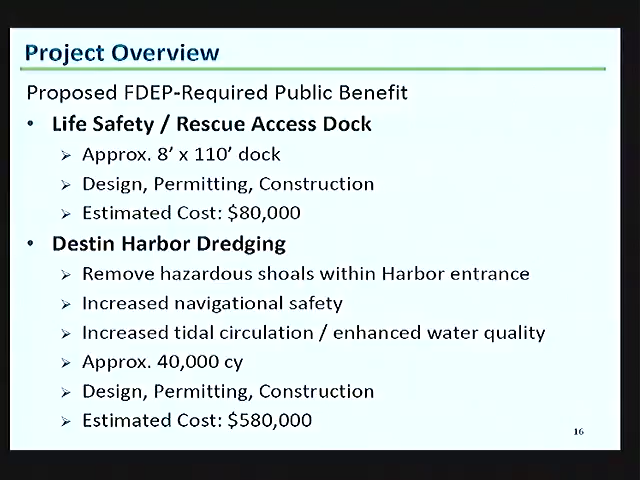 Project Overview
Proposed FDEP-Required Public Benefit
• Life Safety / Rescue Access Dock
➢ Approx. 8’ x 110’ dock
➢ Design, Permitting, Construction
➢ Estimated Cost: $80,000
• Destin Harbor Dredging
➢ Remove hazardous shoals within Harbor entrance
➢ Increased navigational safety
➢ Increased tidal circulation / enhanced water quality
➢ Approx. 40,000 cy
➢ Design, Permitting, Construction
➢ Estimated Cost: $580,000
16